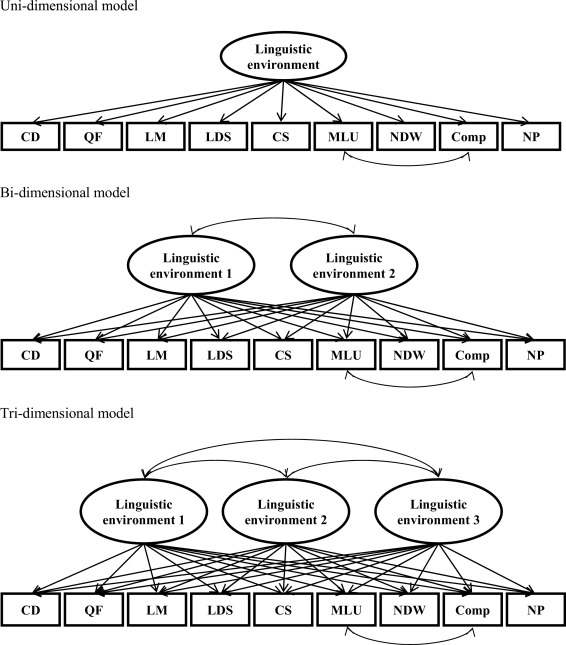 Uni-dimensional model
Linguistic
environment
CD QF LM LDS CS MLU NDW Comp NP
Bi-dimensional model
Linguistic
environment 1
Linguistic
environment 2
CD QF LM LDS CS MLU NDW Comp NP
Tri-dimensional model
Linguistic
environment 1
Linguistic
environment 2
Linguistic
environment 3
CD QF LM LDS CS MLU NDW Comp NP